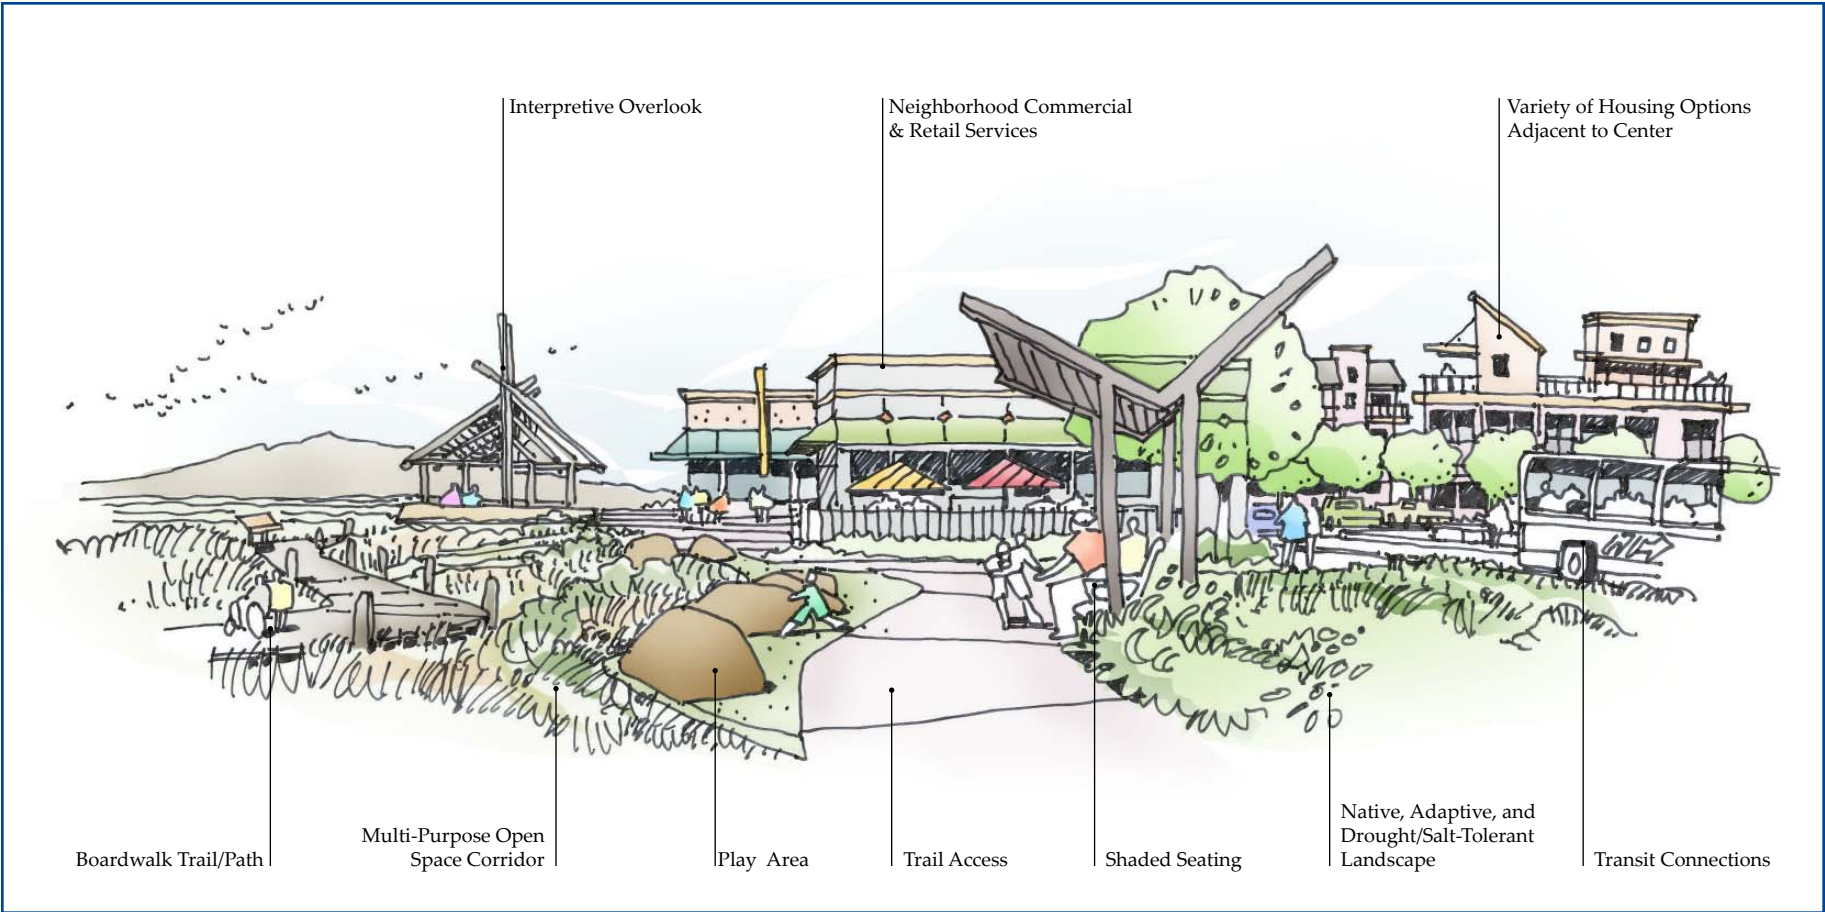 Interpretive Overlook
Neighborhood Commercial
& Retail Services
Variety of Housing Options
Adjacent to Center
Boardwalk Trail/Path
Multi-Purpose Open
Space Corridor
Play Area
Trail Access
Shaded Seating
Native, Adaptive, and
Drought/Salt-Tolerant
Landscape
Transit Connections